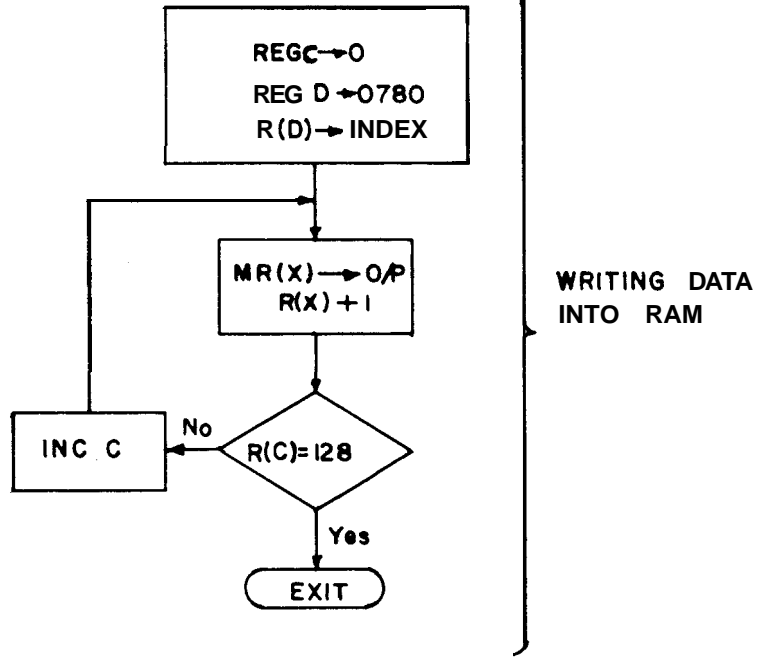 REGC→0
REG D→0780
R(D)→INDEX
MR(X)→O/P
R(X)+1
WRITING DATA
INTO RAM
No
INC C
R(C)=128
Yes
EXIT